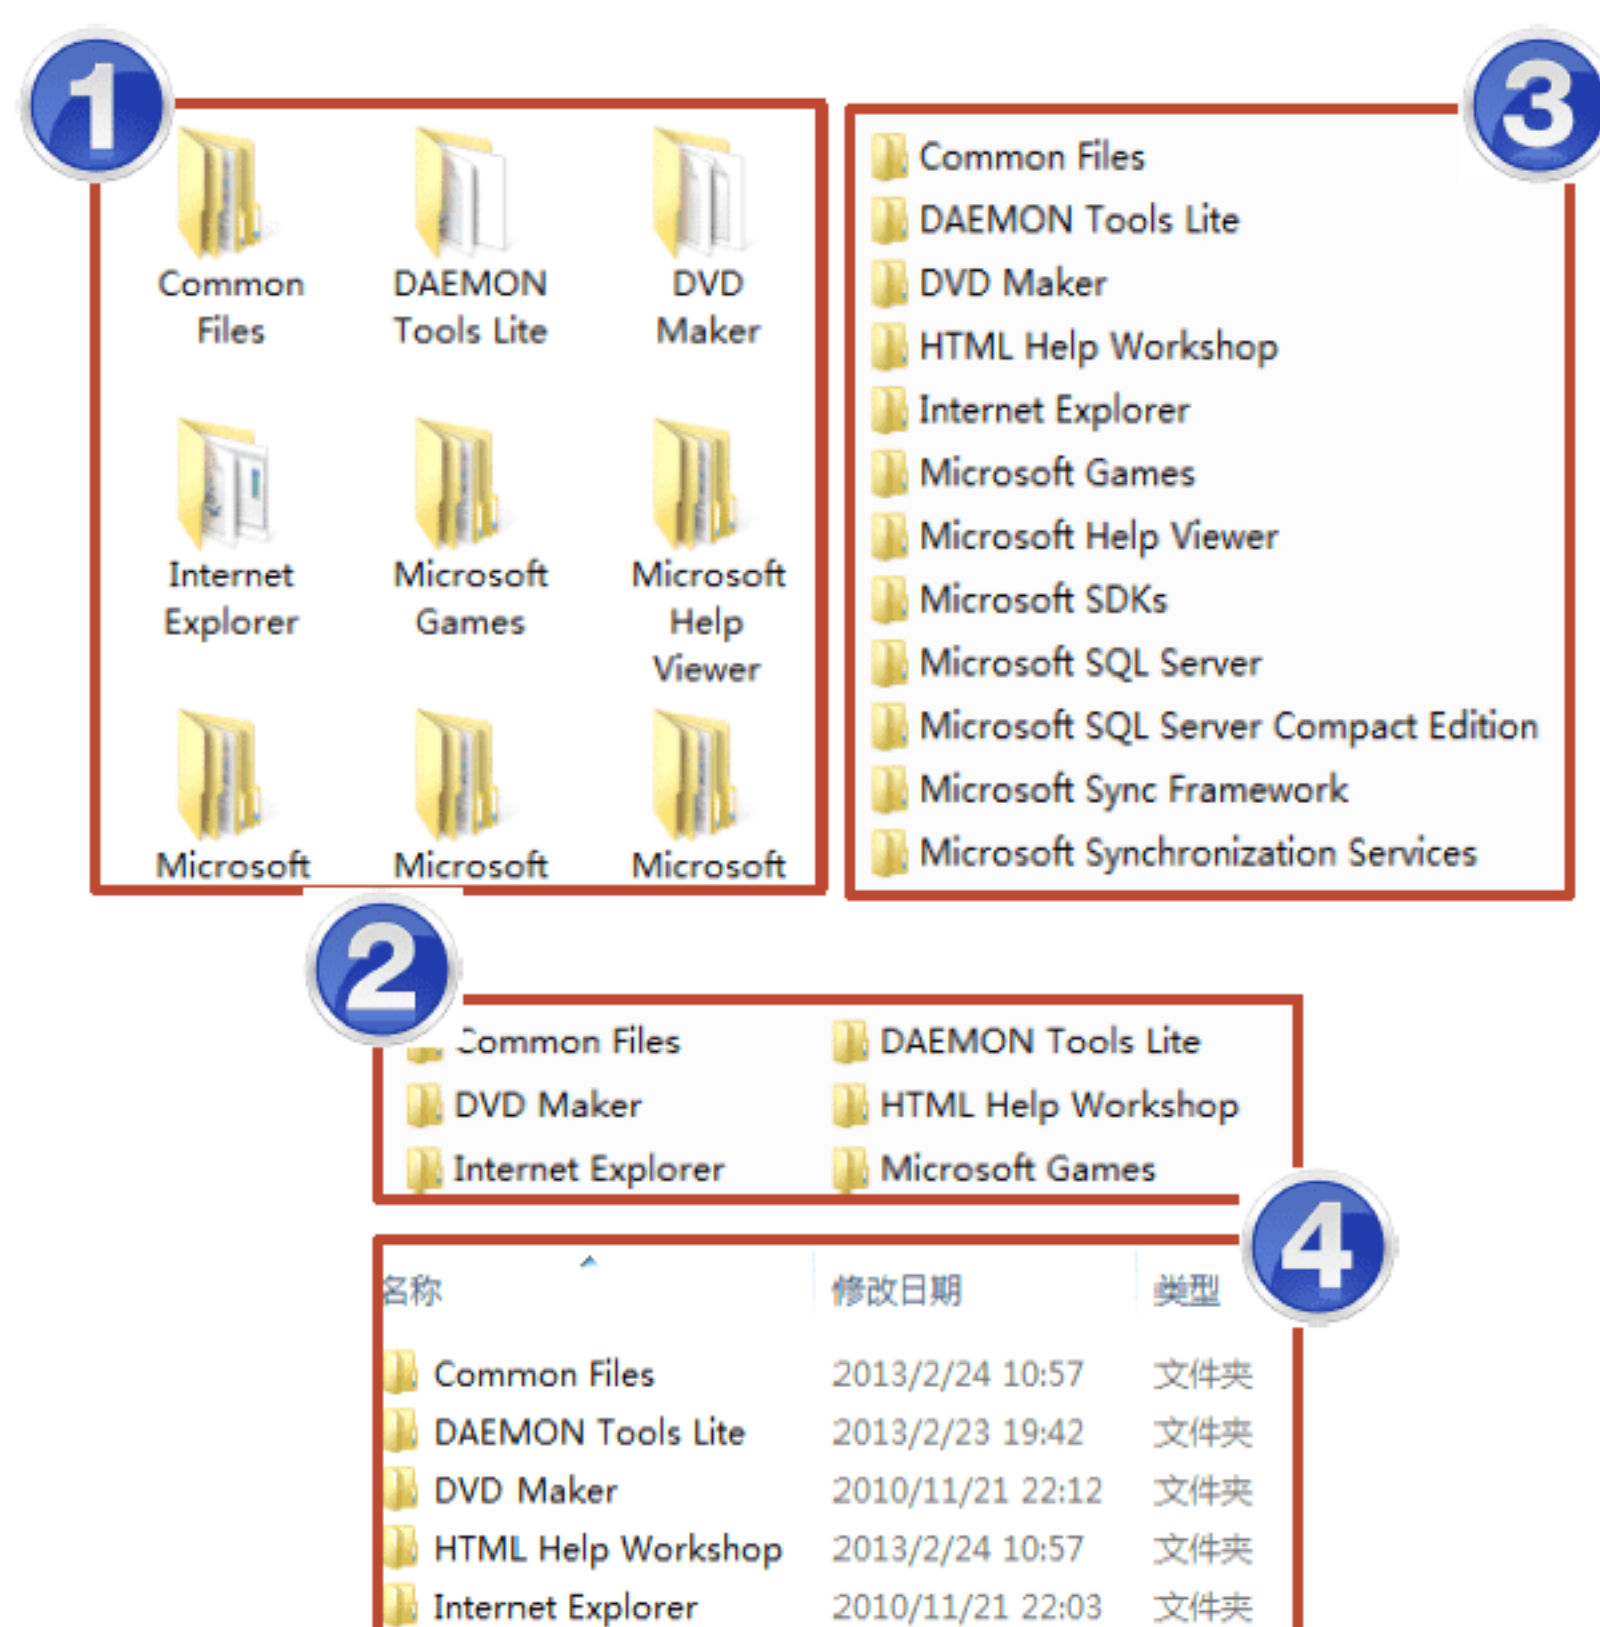 1
Common Files
DAEMON Tools Lite
DVD Maker
Internet Explorer
Microsoft Games
Microsoft Help Viewer
Microsoft
Microsoft
Microsoft
3
Common Files
DAEMON Tools Lite
DVD Maker
HTML Help Workshop
Internet Explorer
Microsoft Games
Microsoft Help Viewer
Microsoft SDKs
Microsoft SQL Server
Microsoft SQL Server Compact Edition
Microsoft Sync Framework
Microsoft Synchronization Services
2
Common Files DAEMON Tools Lite
DVD Maker HTML Help Workshop
Internet Explorer Microsoft Games
4
名称 修改日期 类型
Common Files 2013/2/24 10:57 文件夹
DAEMON Tools Lite 2013/2/23 19:42 文件夹
DVD Maker 2010/11/21 22:12 文件夹
HTML Help Workshop 2013/2/24 10:57 文件夹
Internet Explorer 2010/11/21 22:03 文件夹